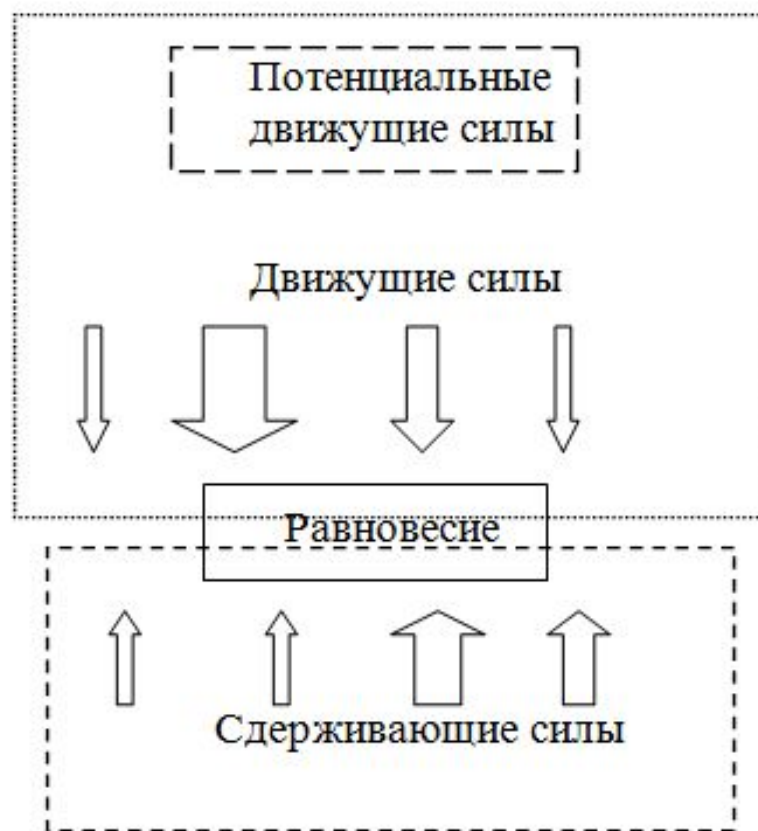 Потенциальные
движущие силы
Движущие силы
Равновесие
Сдерживающие силы